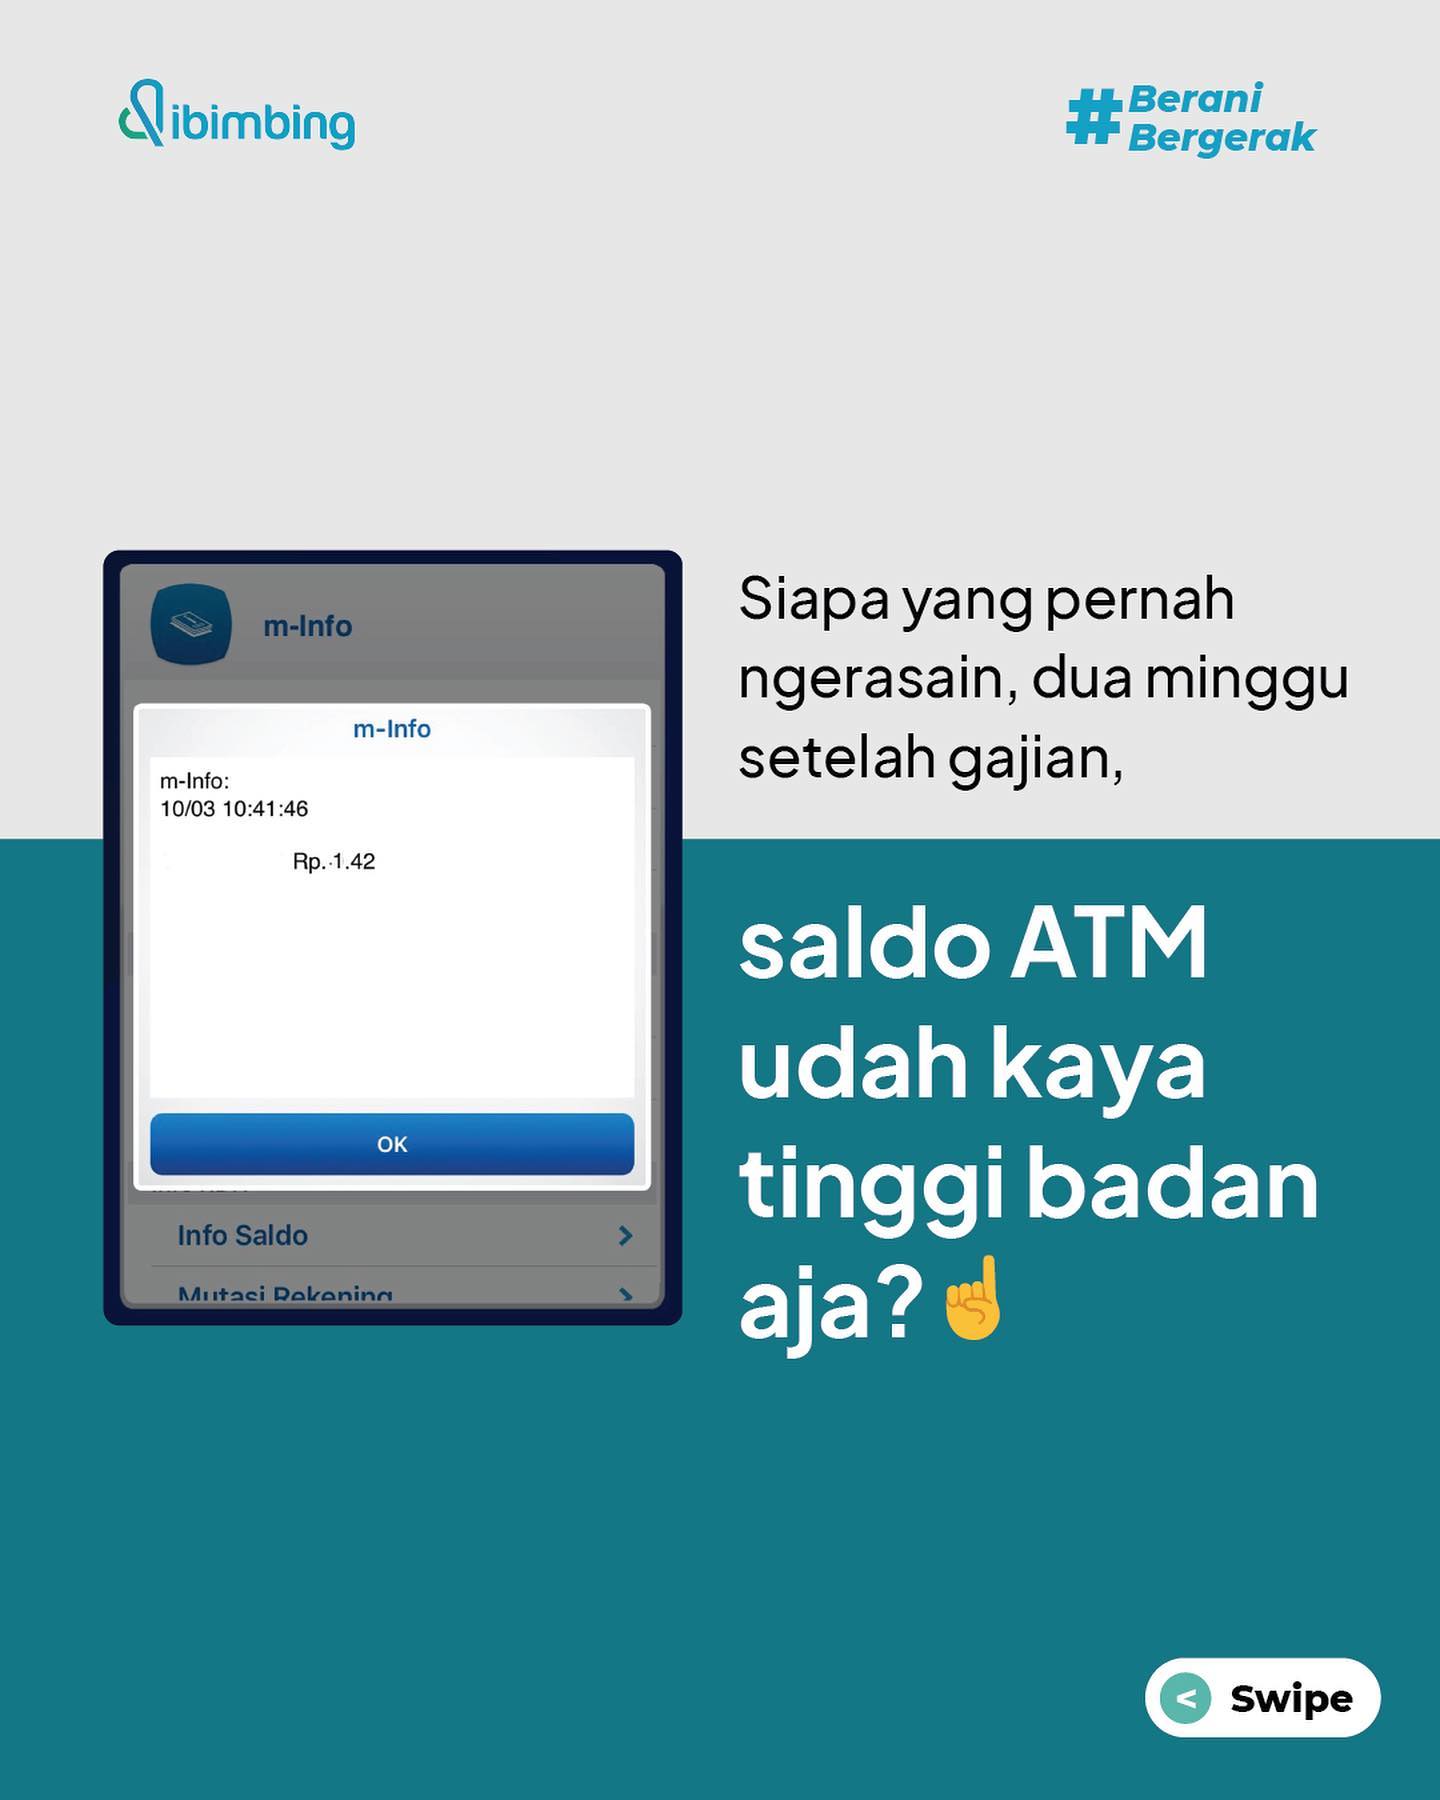 ibimbing
#Berani
Bergerak
m-Info
m-Info
m-Info:
10/03 10:41:46
Rp. 1.42
OK
Info Saldo
Mutasi Rekening
Siapa yang pernah
ngerasain, dua minggu
setelah gajian,
saldo ATM
udah kaya
tinggi badan
aja?☝️
< Swipe